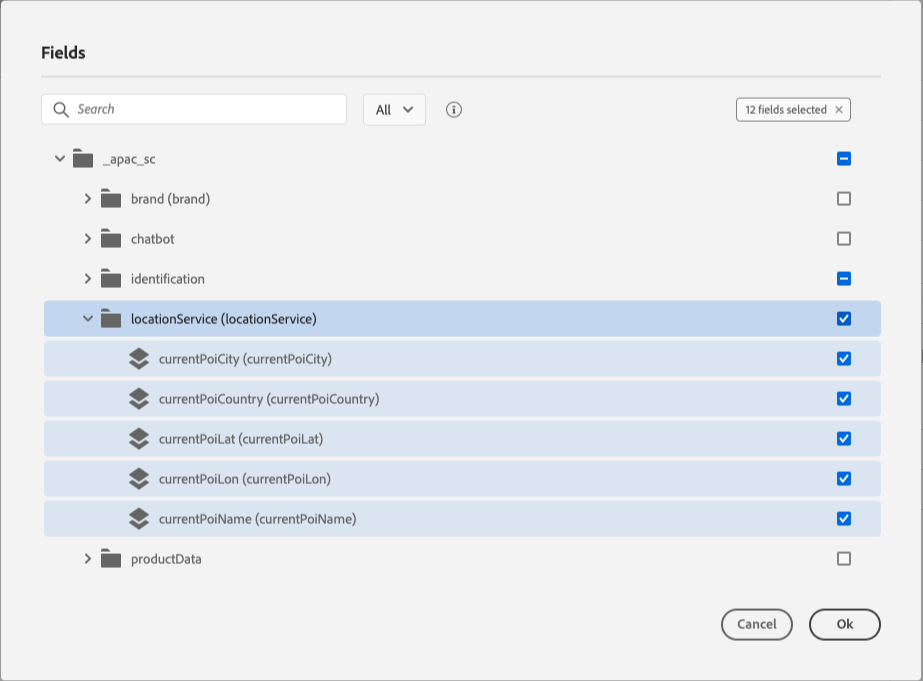 Fields
Search
All
12 fields selected
_apac_sc
brand (brand)
chatbot
identification
locationService (locationService)
currentPoiCity (currentPoiCity)
currentPoiCountry (currentPoiCountry)
currentPoiLat (currentPoiLat)
currentPoiLon (currentPoiLon)
currentPoiName (currentPoiName)
productData
Cancel Ok